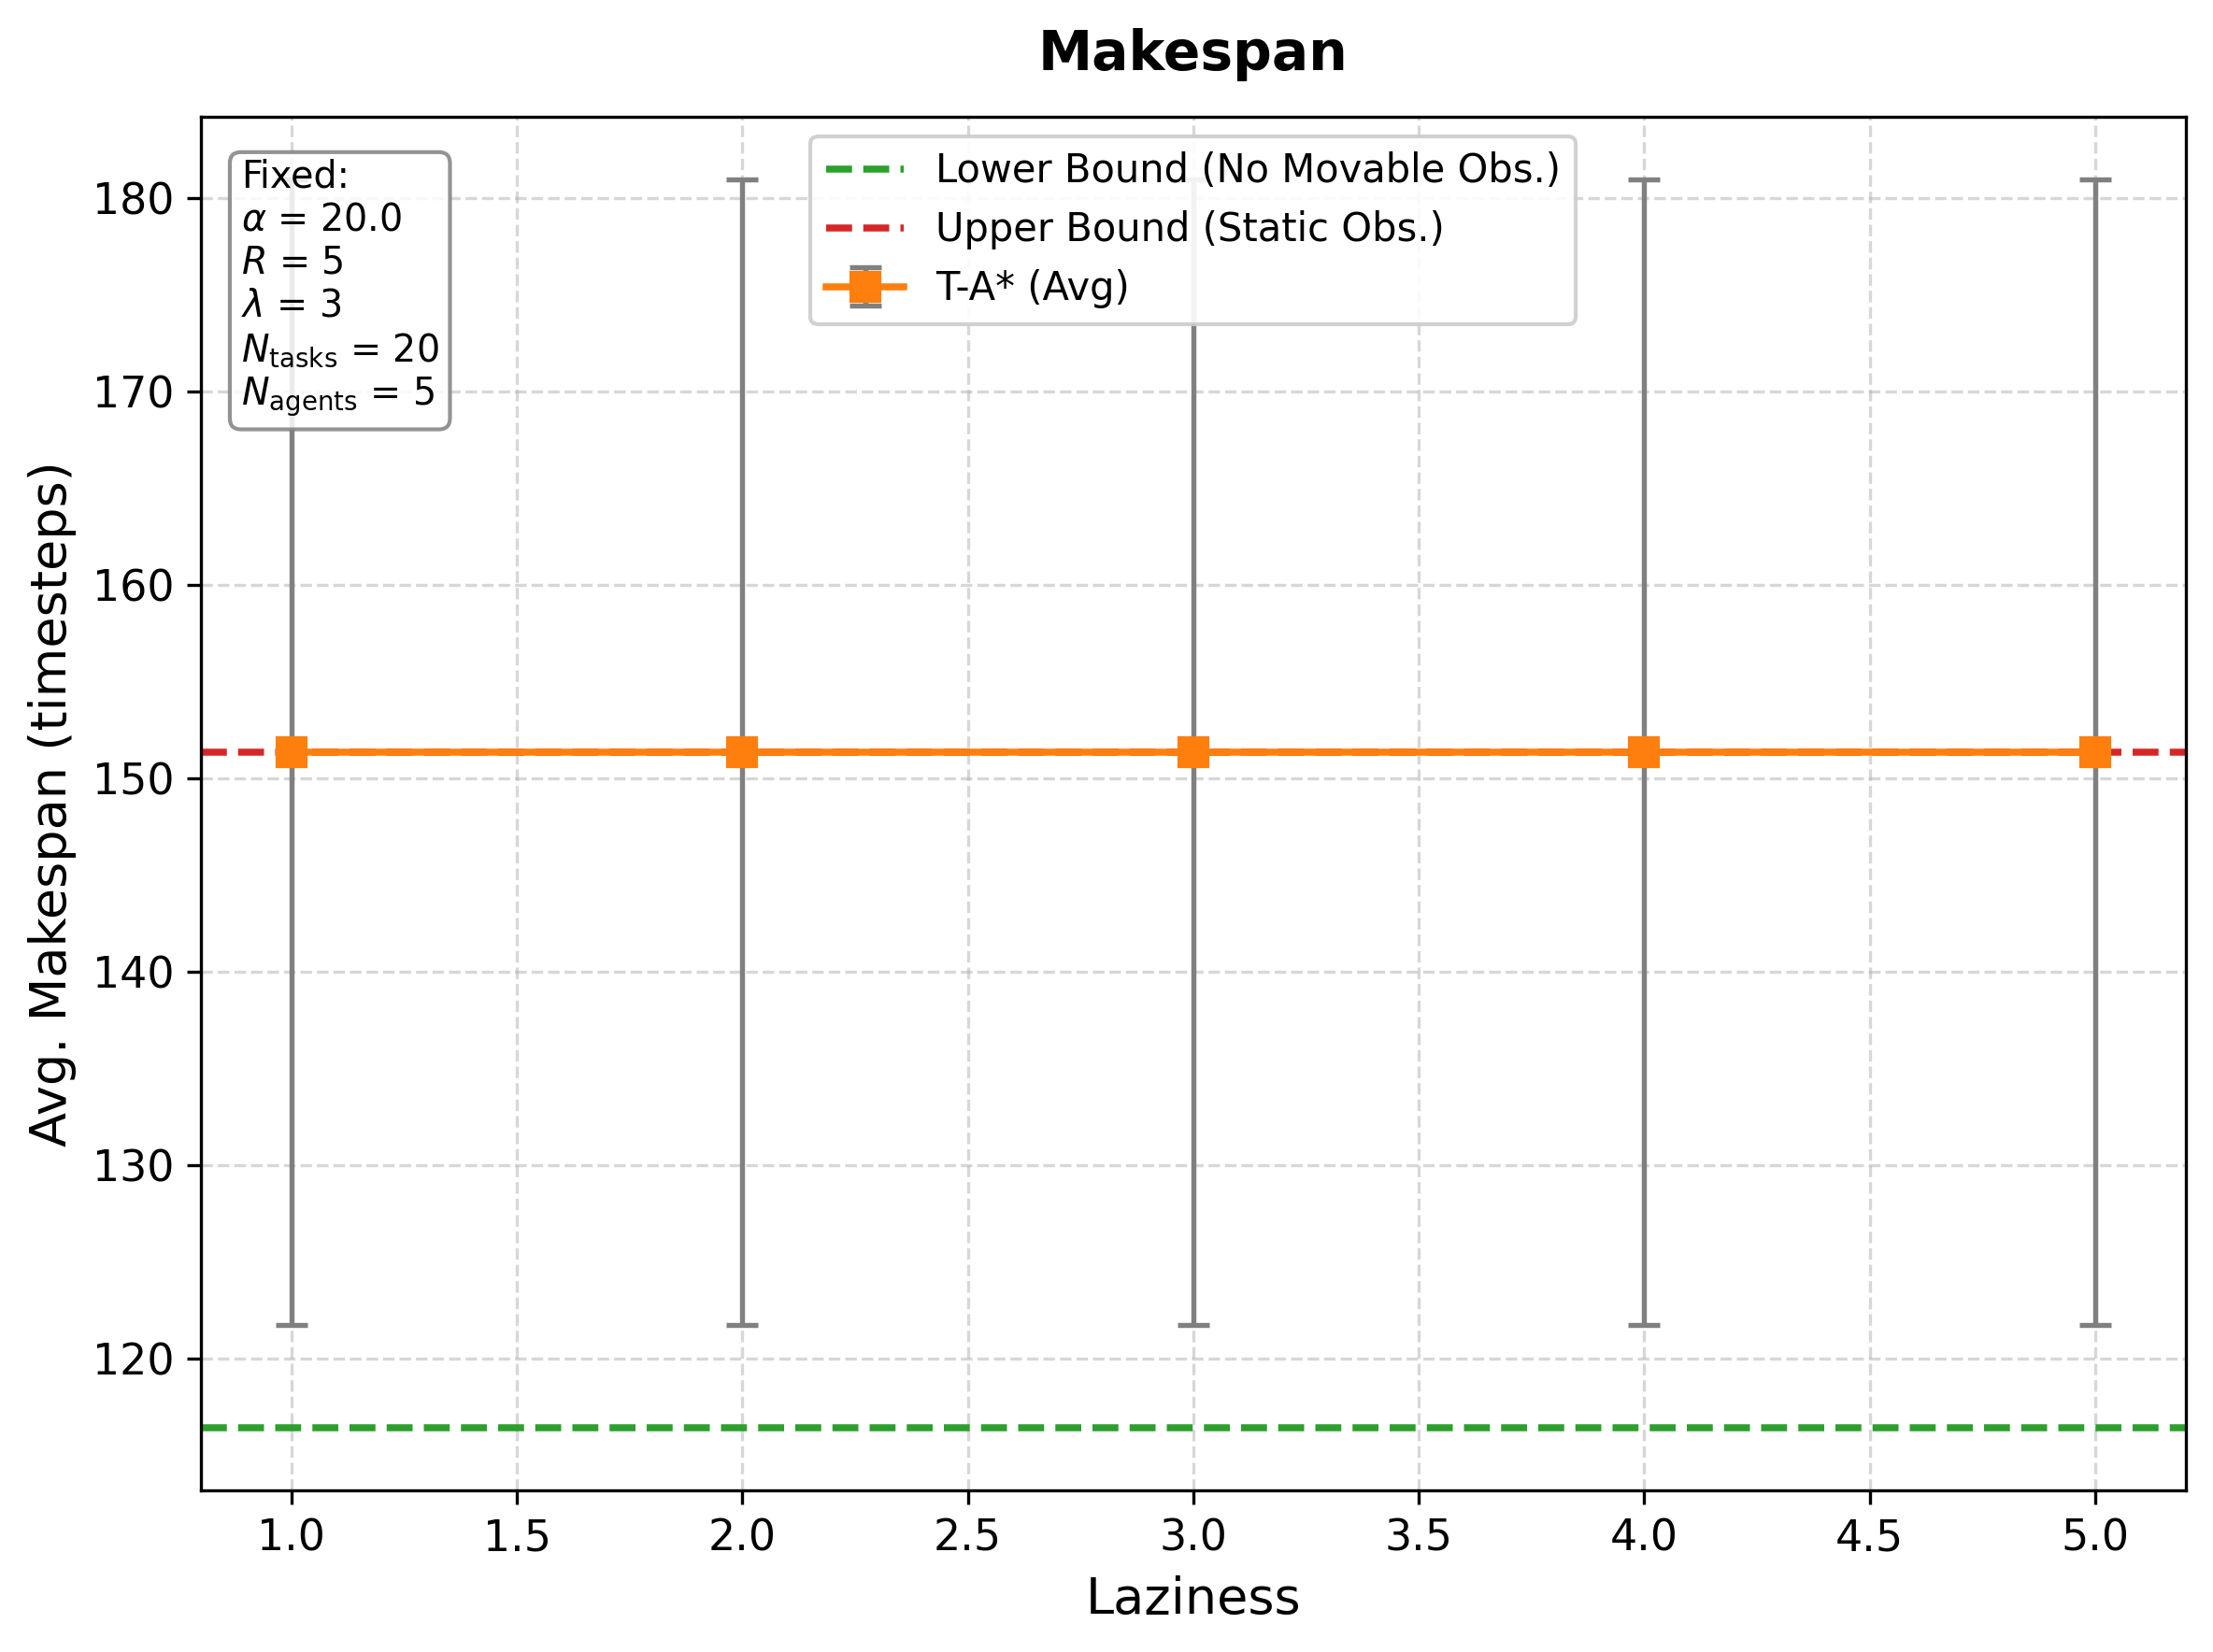 Makespan
Fixed:
α = 20.0
R = 5
λ = 3
N_tasks = 20
N_agents = 5
Lower Bound (No Movable Obs.)
Upper Bound (Static Obs.)
T-A* (Avg)
Avg. Makespan (timesteps)
180
170
160
150
140
130
120
1.0 1.5 2.0 2.5 3.0 3.5 4.0 4.5 5.0
Laziness